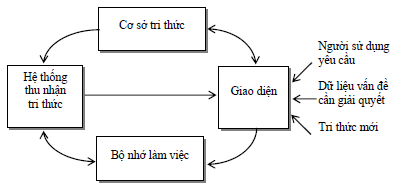 Cơ sở tri thức
Hệ thống
thu nhận
tri thức
Giao diện
Người sử dụng
yêu cầu
Dữ liệu vấn đề
cần giải quyết
Tri thức mới
Bộ nhớ làm việc